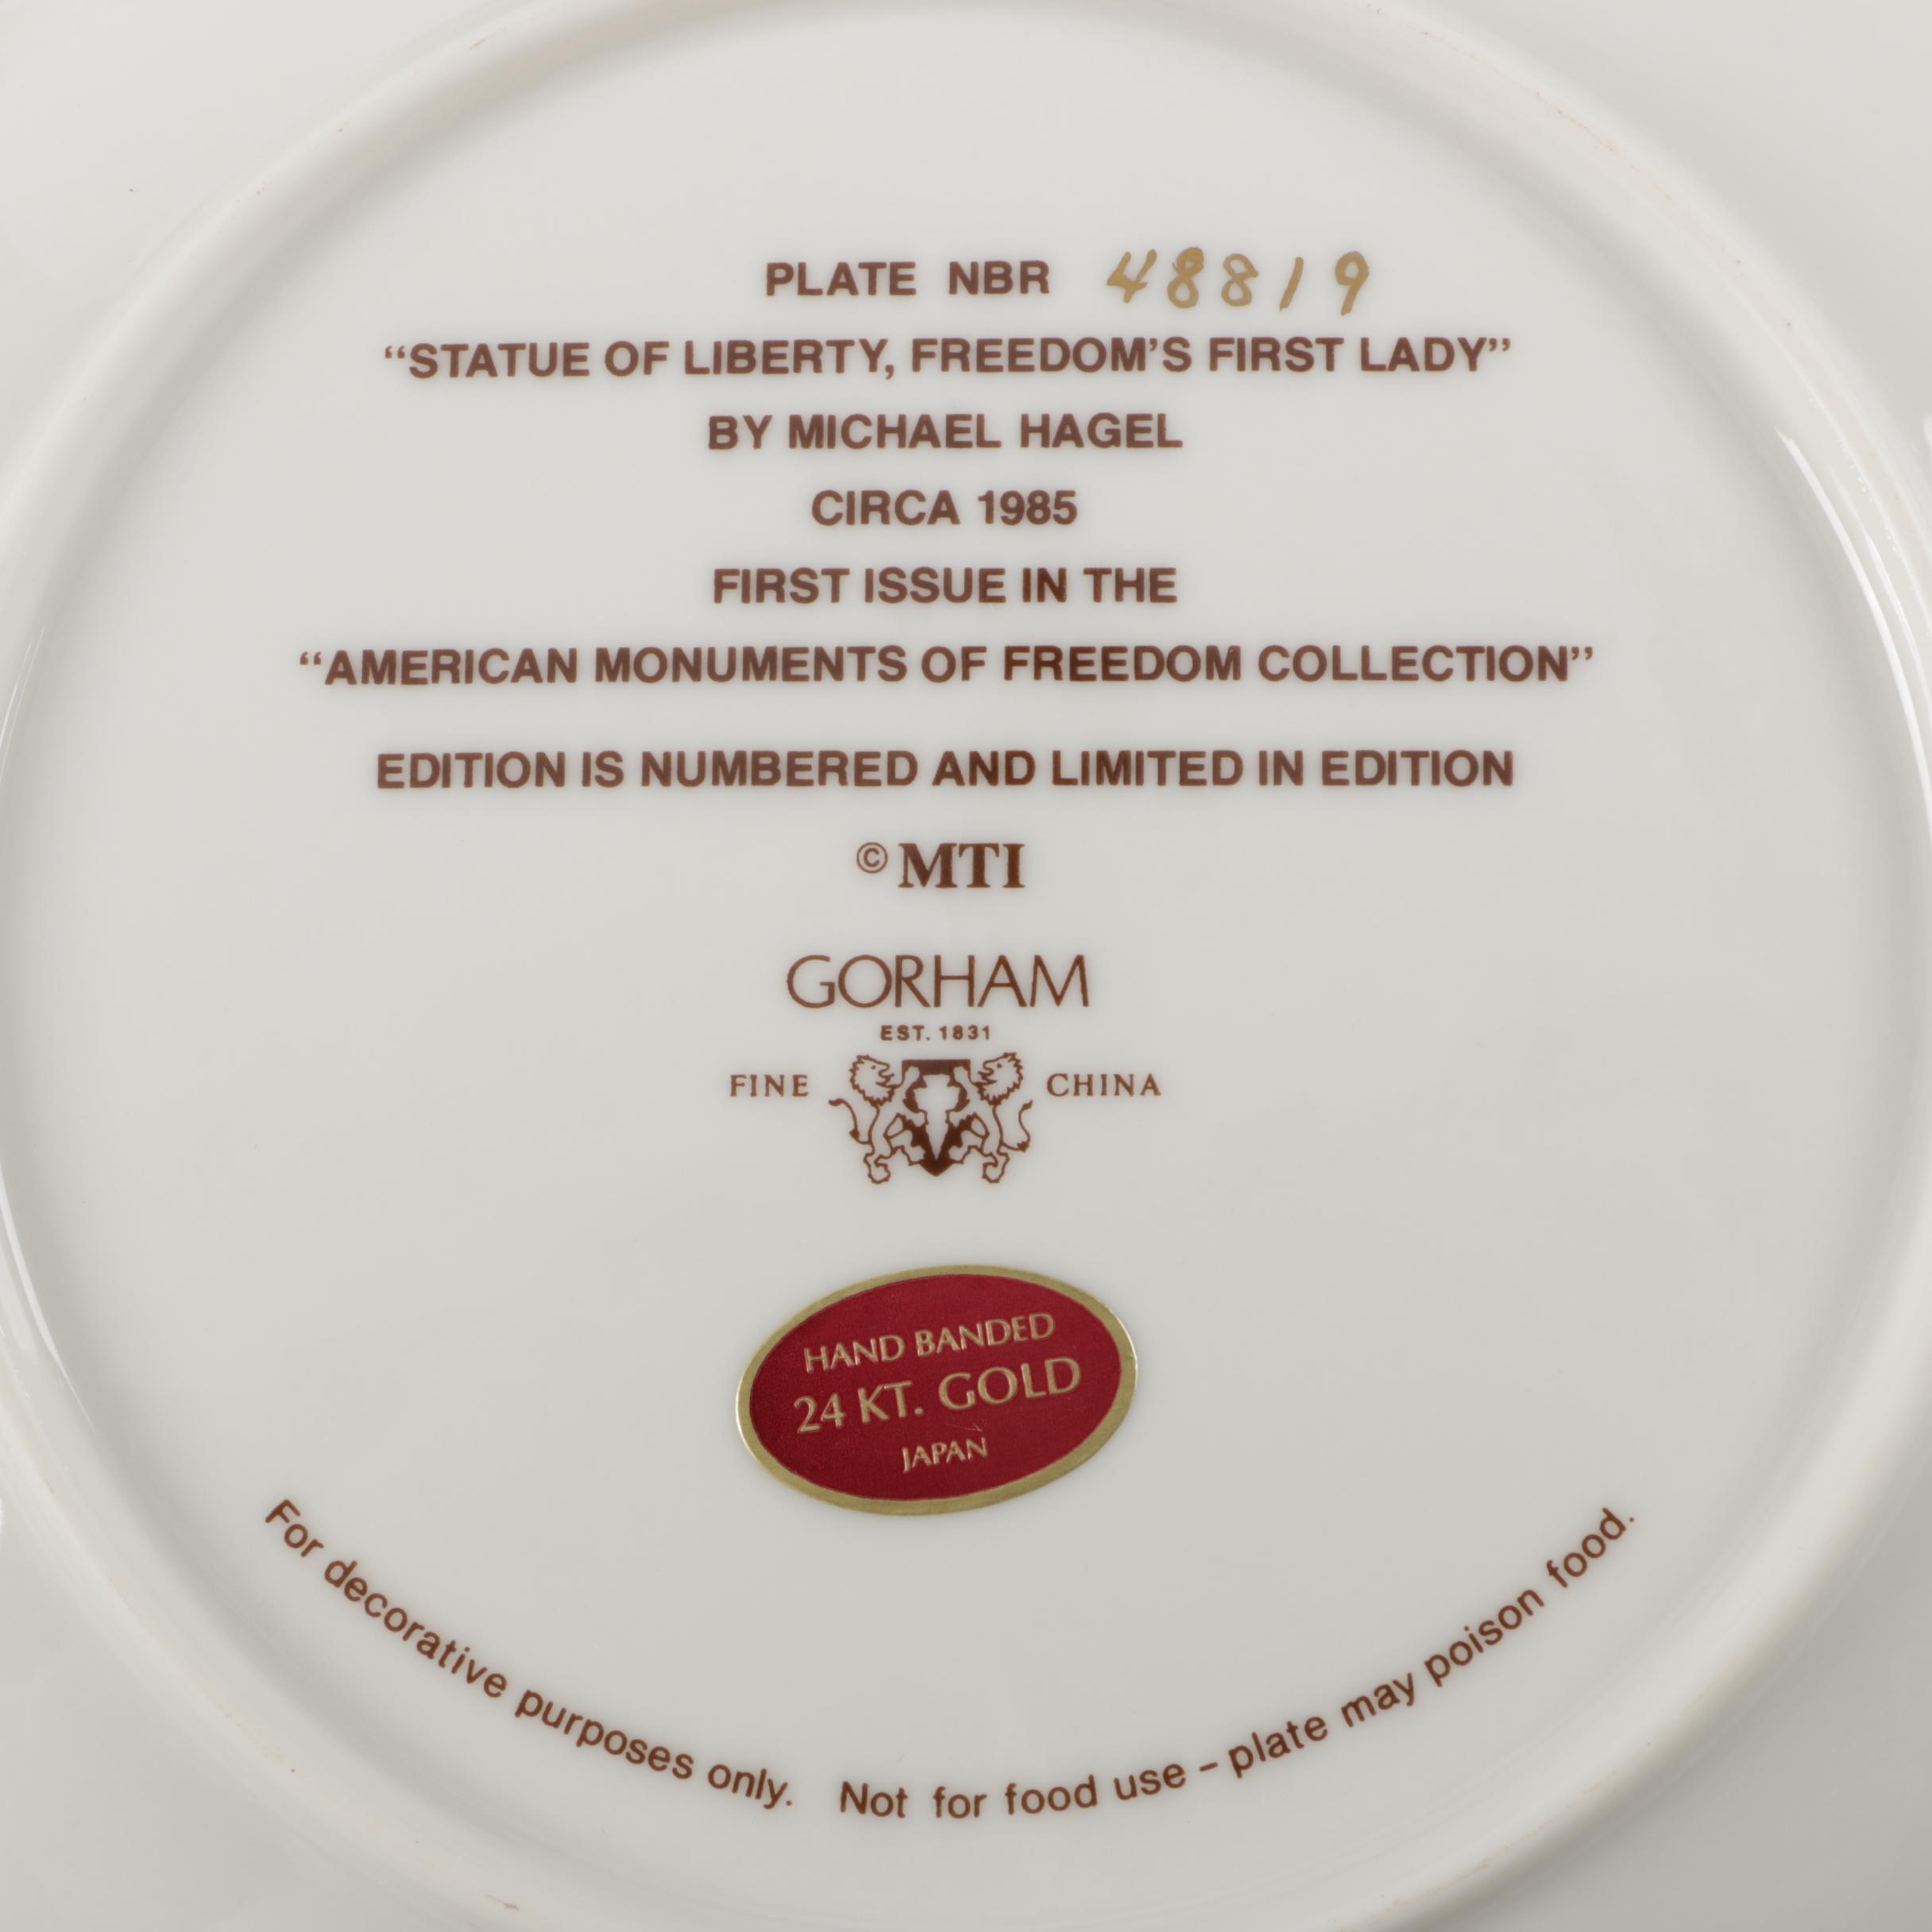 PLATE NBR 48819
“STATUE OF LIBERTY, FREEDOM’S FIRST LADY”
BY MICHAEL HAGEL
CIRCA 1985
FIRST ISSUE IN THE
“AMERICAN MONUMENTS OF FREEDOM COLLECTION”
EDITION IS NUMBERED AND LIMITED IN EDITION
© MTI
GORHAM
EST. 1831
FINE CHINA
HAND BANDED
24 KT. GOLD
JAPAN
For decorative purposes only. Not for food use – plate may poison food.